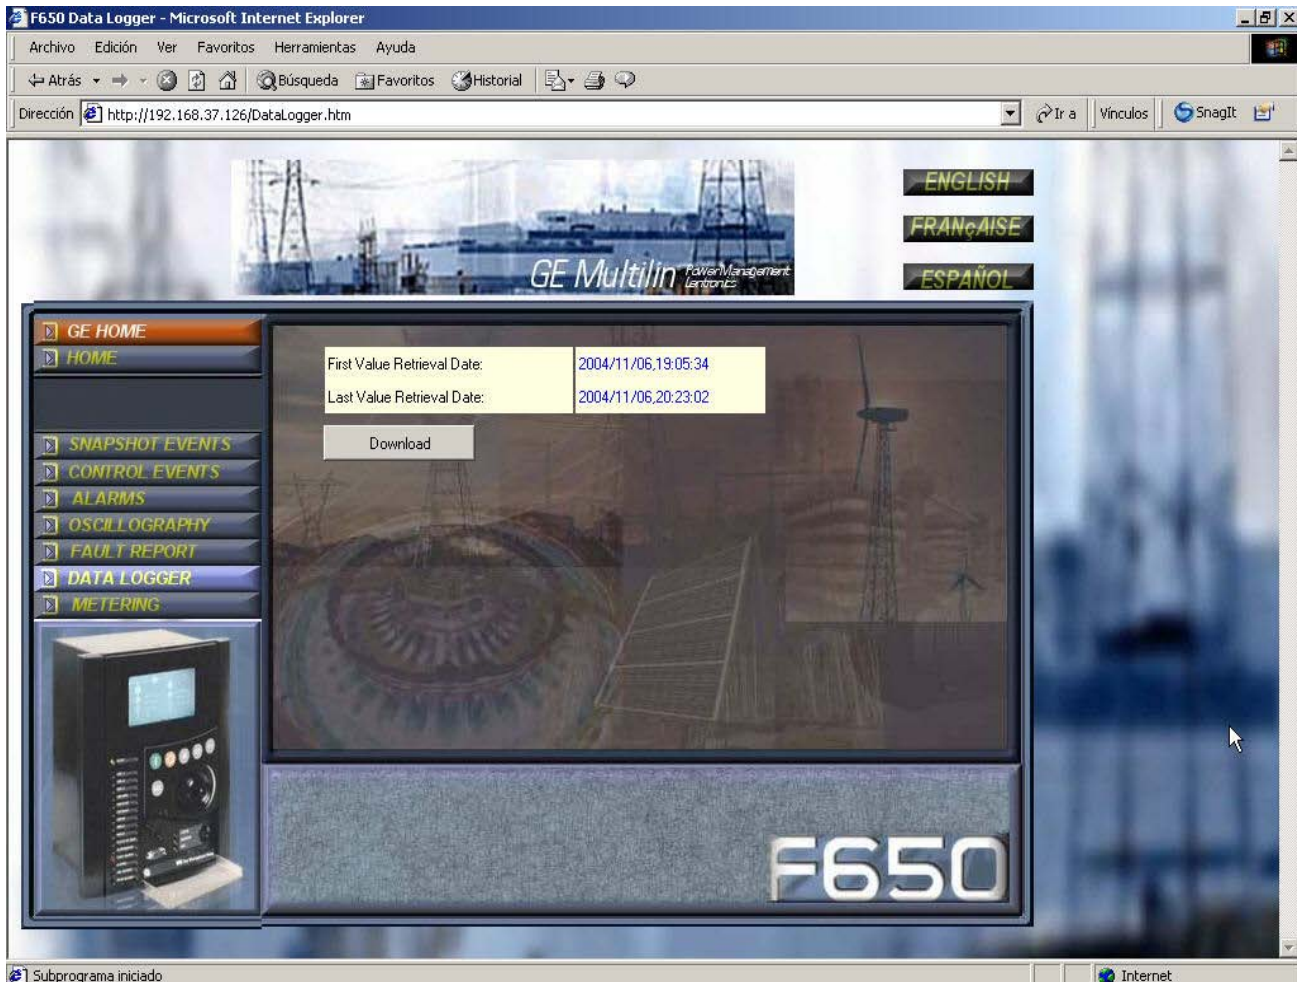 F650 Data Logger - Microsoft Internet Explorer
Archivo Edición Ver Favoritos Herramientas Ayuda
Atrás Búsqueda Favoritos Historial
Dirección http://192.168.37.126/DataLogger.htm Ir a Vínculos SnagIt
ENGLISH
FRANçAISE
ESPAÑOL
GE Multilin PowerManagement
Lentronics
GE HOME
HOME
SNAPSHOT EVENTS
CONTROL EVENTS
ALARMS
OSCILLOGRAPHY
FAULT REPORT
DATA LOGGER
METERING
First Value Retrieval Date: 2004/11/06,19:05:34
Last Value Retrieval Date: 2004/11/06,20:23:02
Download
F650
Subprograma iniciado Internet